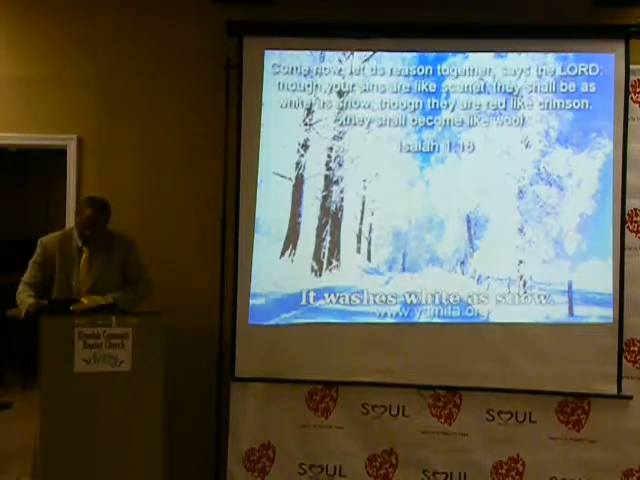 Come now, let us reason together, says the LORD:
though your sins are like scarlet, they shall be as
white as snow; though they are red like crimson,
they shall become like wool.
Isaiah 1:18
It washes white as snow.
Baptist Church
SOUL
SOUL
SOUL
SOUL